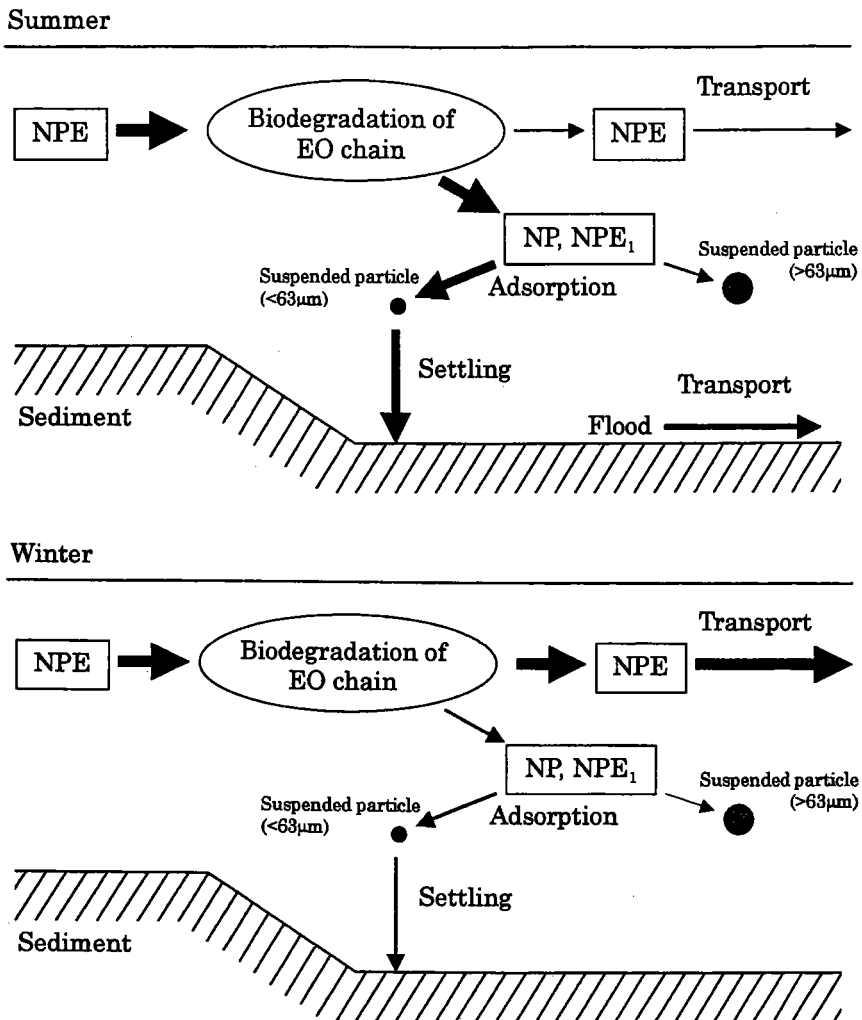 Summer
Transport
NPE
Biodegradation of
EO chain
NPE
NP, NPE₁
Suspended particle
(>63μm)
Suspended particle
(<63μm)
Adsorption
Settling
Transport
Sediment
Flood
Winter
Transport
NPE
Biodegradation of
EO chain
NPE
NP, NPE₁
Suspended particle
(>63μm)
Suspended particle
(<63μm)
Adsorption
Settling
Sediment